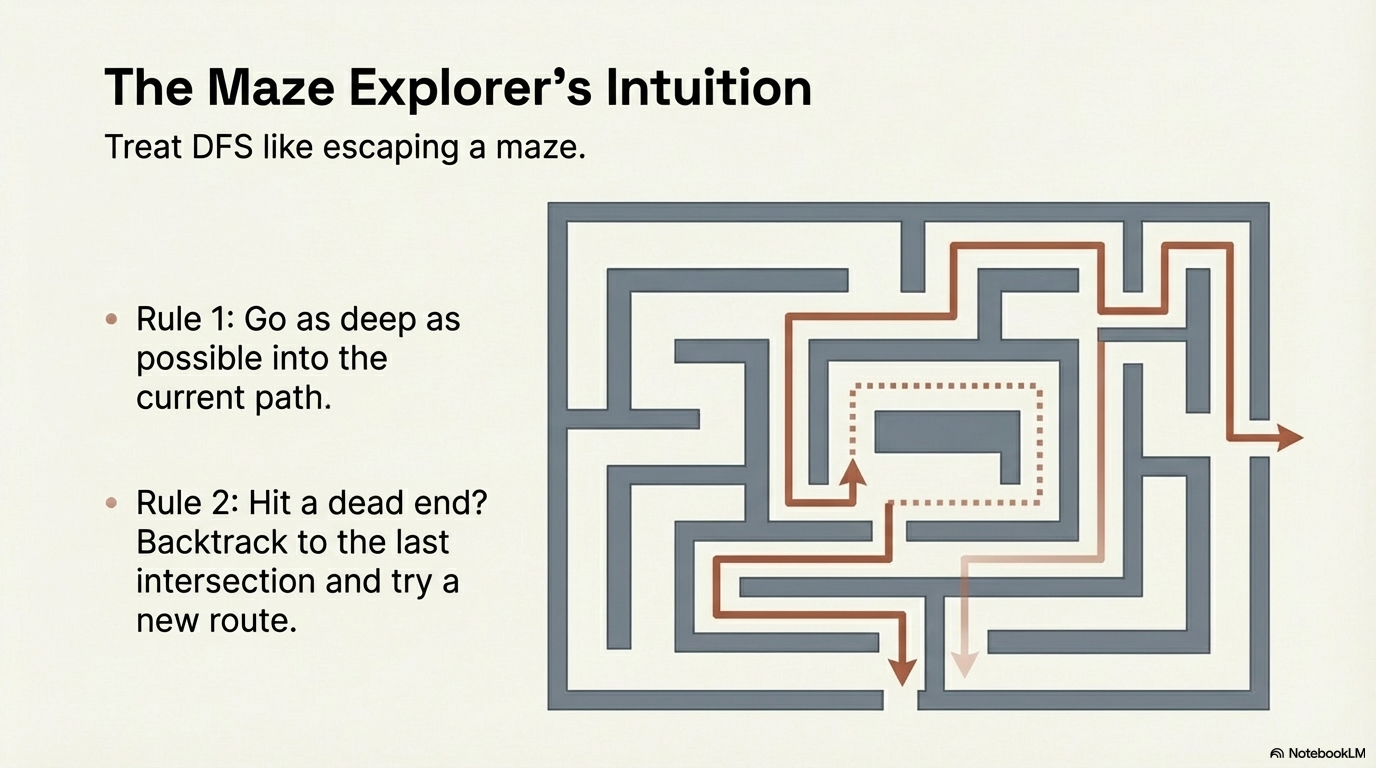 The Maze Explorer’s Intuition
Treat DFS like escaping a maze.
• Rule 1: Go as deep as
possible into the
current path.
• Rule 2: Hit a dead end?
Backtrack to the last
intersection and try a
new route.
NotebookLM